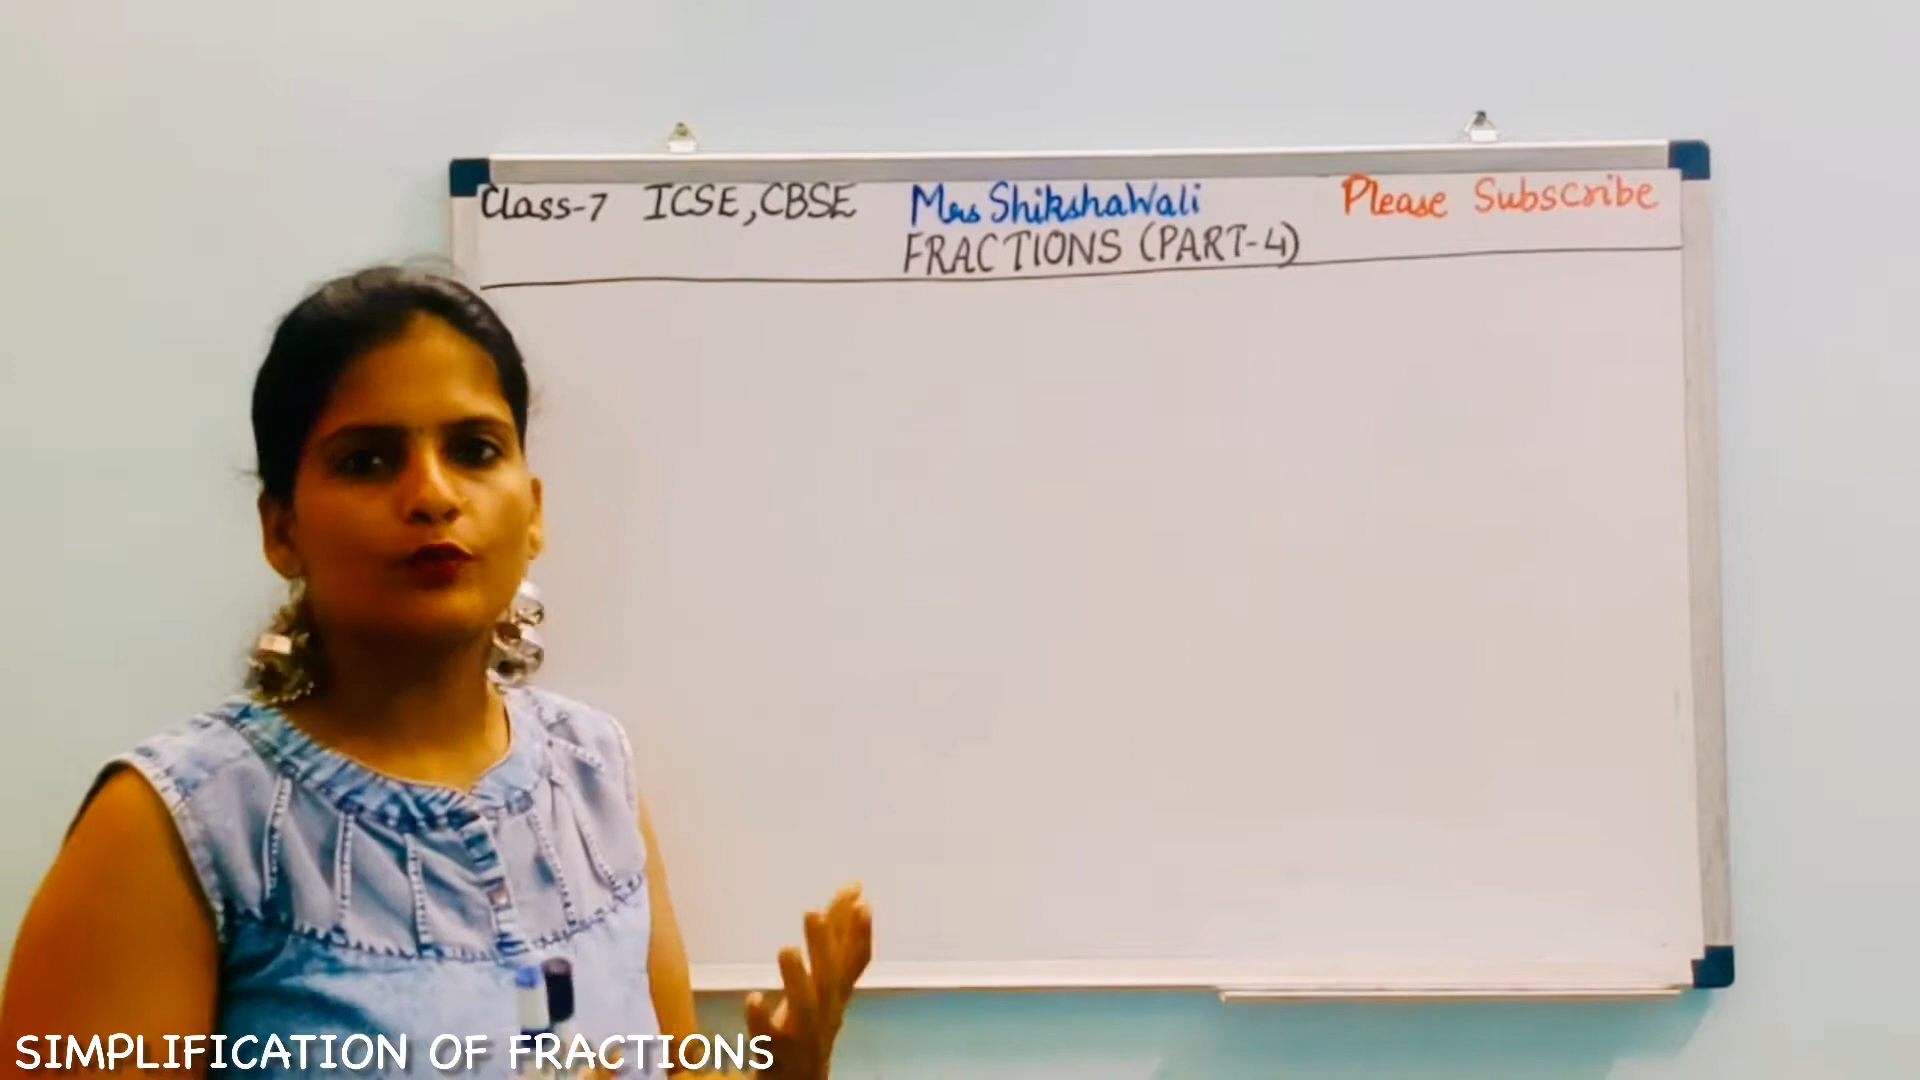 Class-7 ICSE, CBSE Mrs ShikshaWali Please Subscribe
FRACTIONS (PART-4)
SIMPLIFICATION OF FRACTIONS